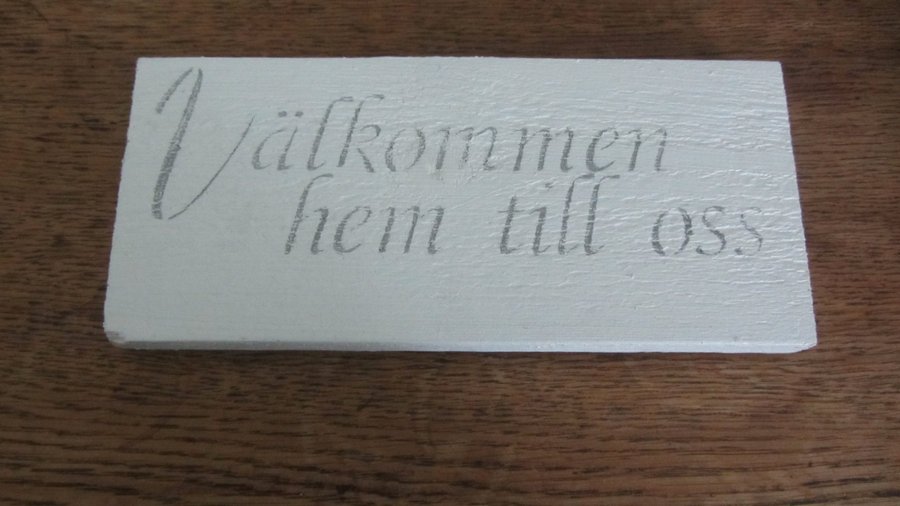 Välkommen
hem till oss